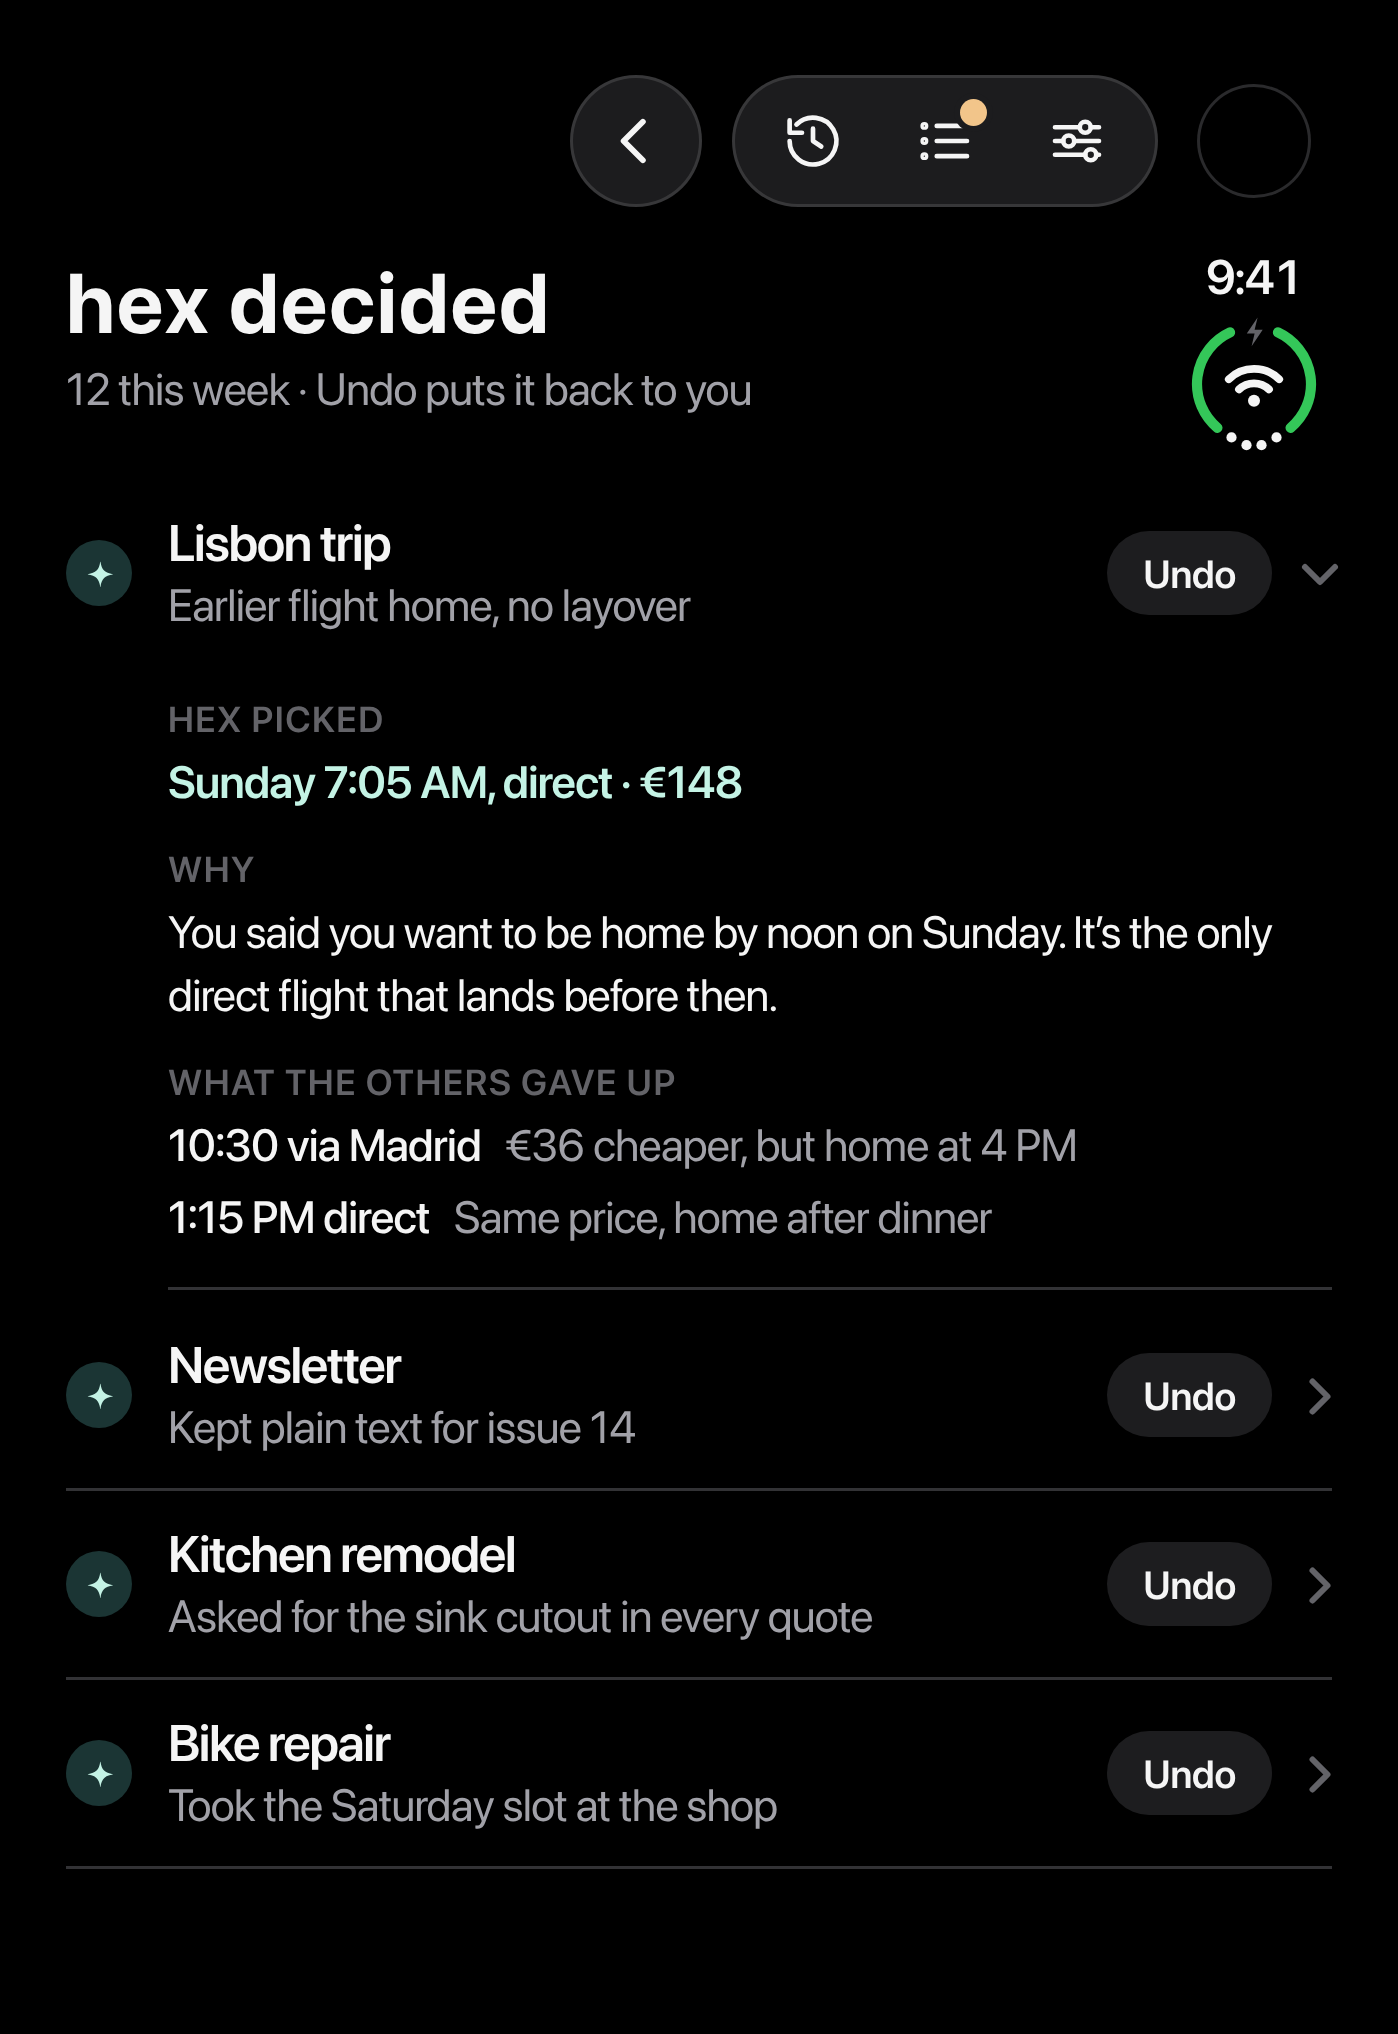 hex decided
9:41
12 this week · Undo puts it back to you
Lisbon trip
Earlier flight home, no layover
Undo
HEX PICKED
Sunday 7:05 AM, direct · €148
WHY
You said you want to be home by noon on Sunday. It’s the only
direct flight that lands before then.
WHAT THE OTHERS GAVE UP
10:30 via Madrid €36 cheaper, but home at 4 PM
1:15 PM direct Same price, home after dinner
Newsletter
Kept plain text for issue 14
Undo
Kitchen remodel
Asked for the sink cutout in every quote
Undo
Bike repair
Took the Saturday slot at the shop
Undo